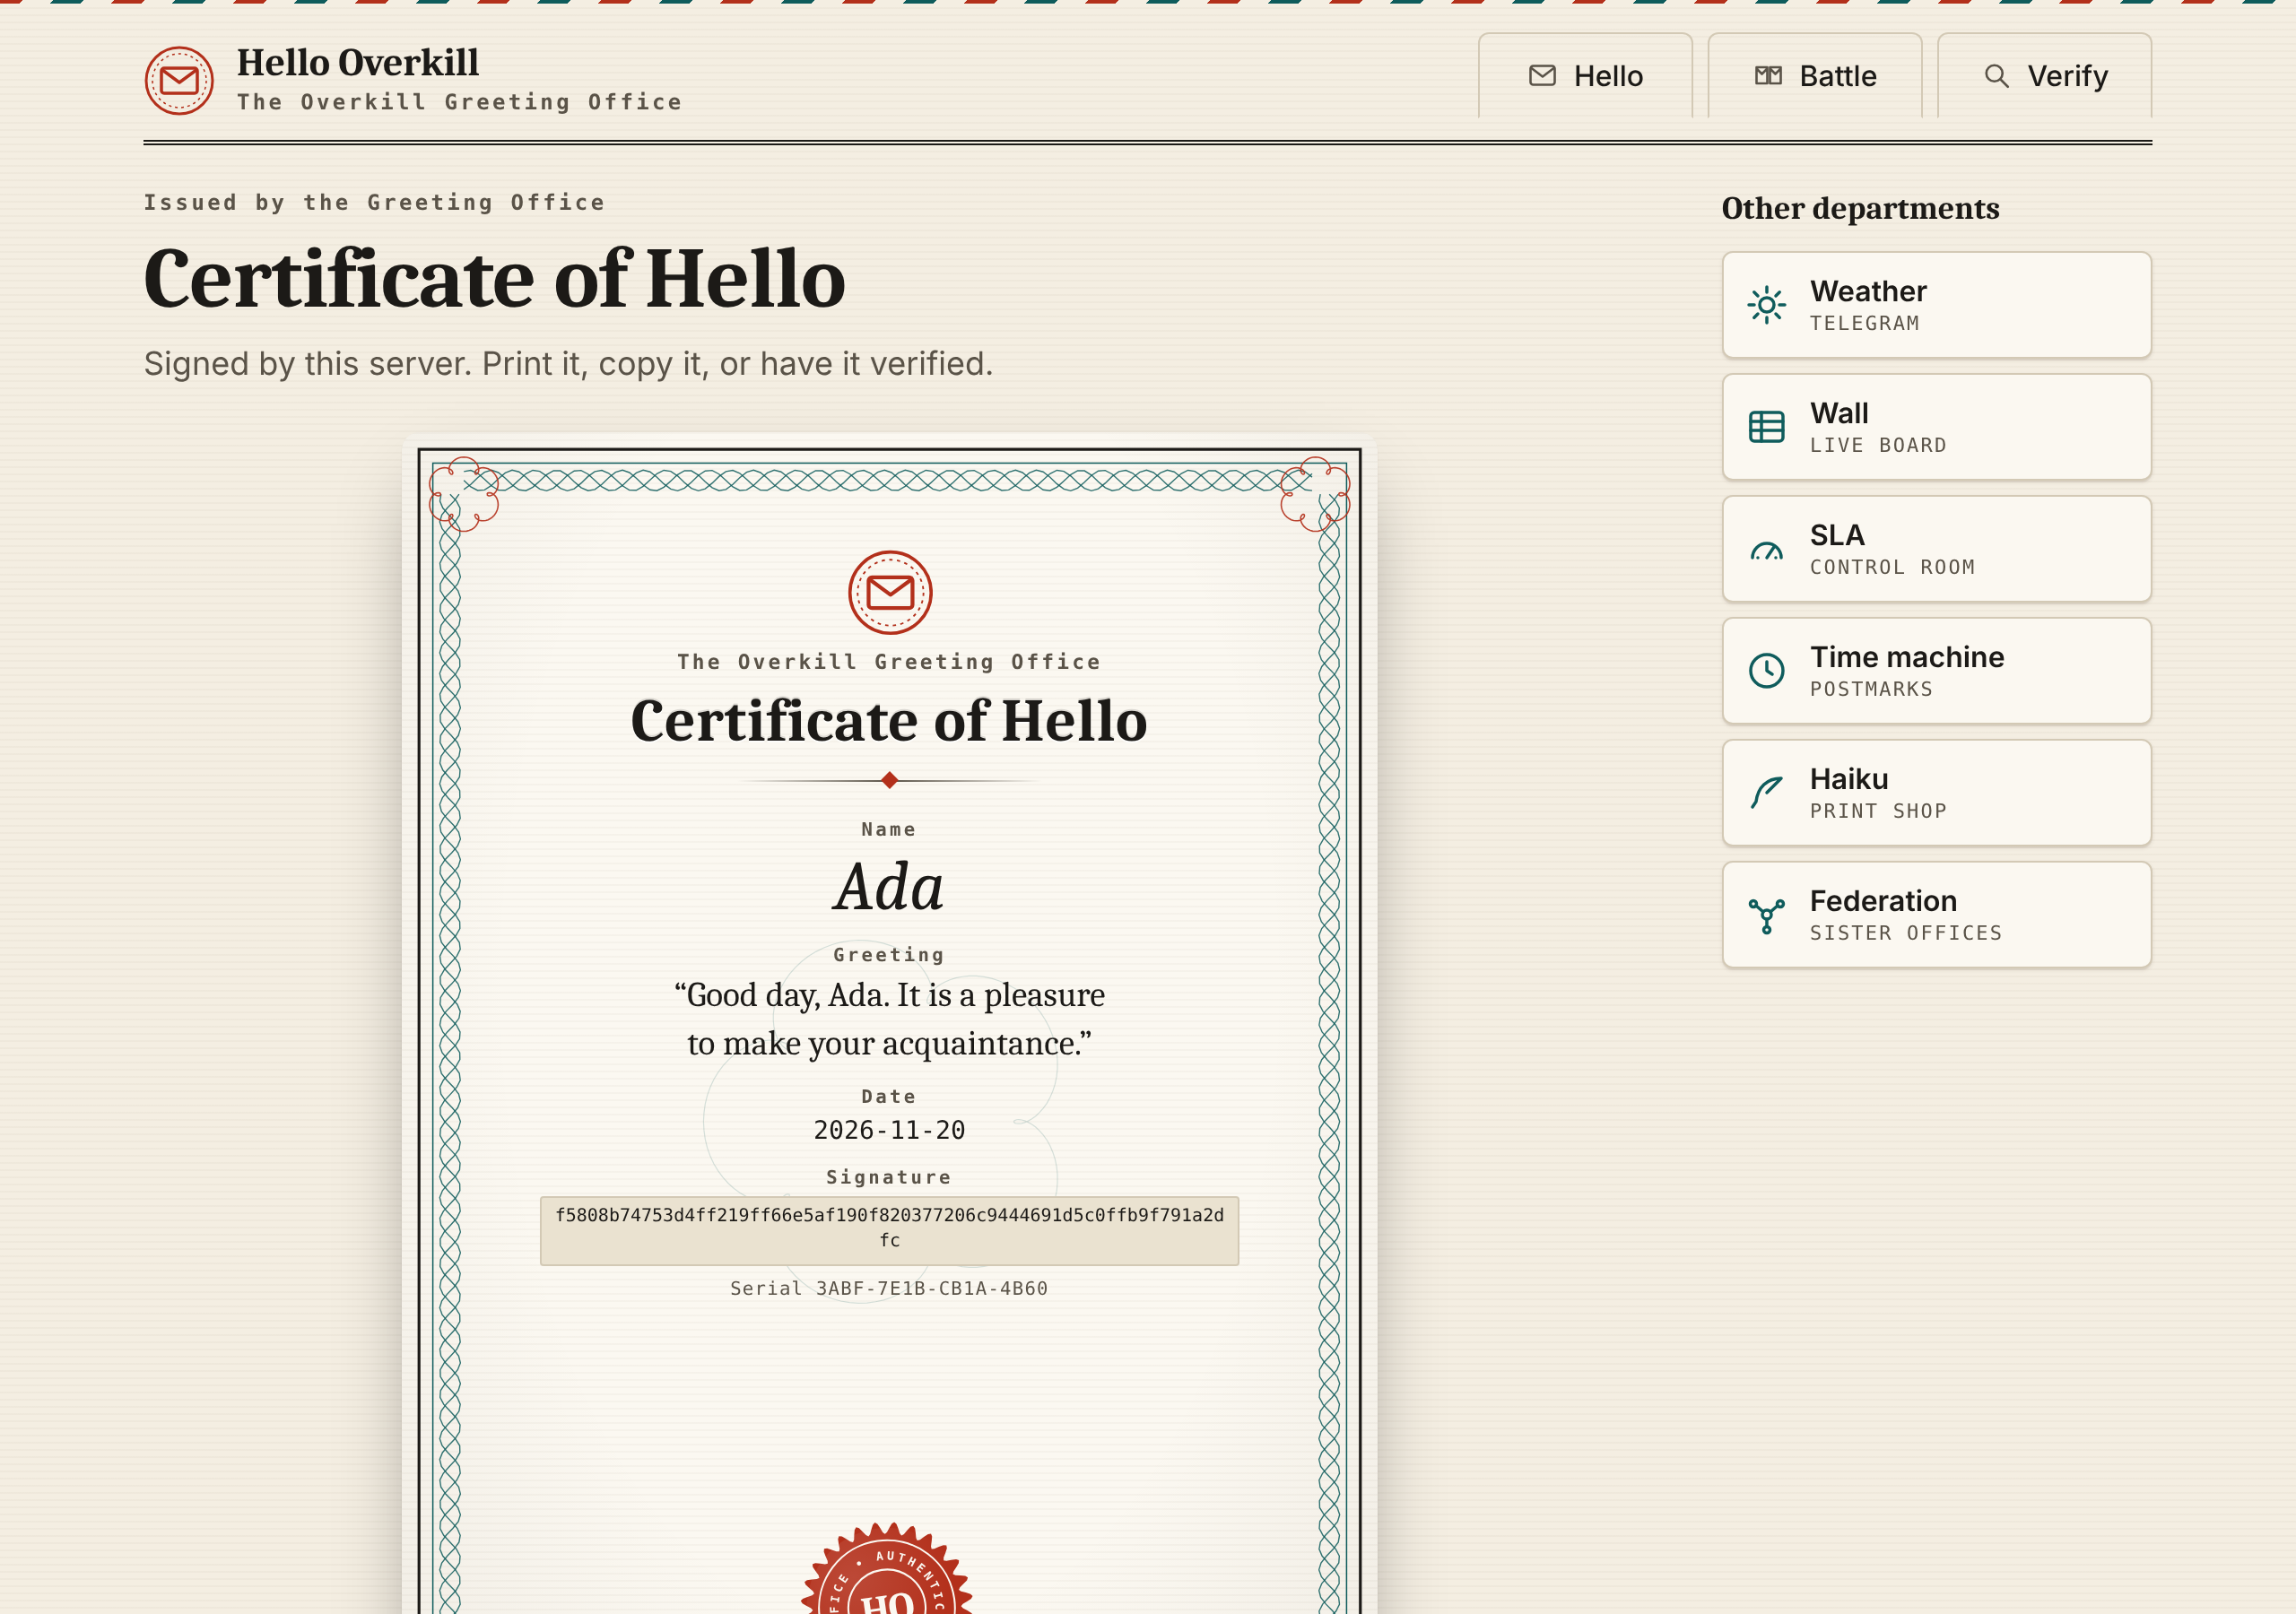 Hello Overkill
The Overkill Greeting Office
Hello
Battle
Verify
Issued by the Greeting Office
Certificate of Hello
Signed by this server. Print it, copy it, or have it verified.
The Overkill Greeting Office
Certificate of Hello
Name
Ada
Greeting
“Good day, Ada. It is a pleasure
to make your acquaintance.”
Date
2026-11-20
Signature
f5808b74753d4ff219ff66e5af190f820377206c9444691d5c0ffb9f791a2d
fc
Serial 3ABF-7E1B-CB1A-4B60
HO
Other departments
Weather
TELEGRAM
Wall
LIVE BOARD
SLA
CONTROL ROOM
Time machine
POSTMARKS
Haiku
PRINT SHOP
Federation
SISTER OFFICES